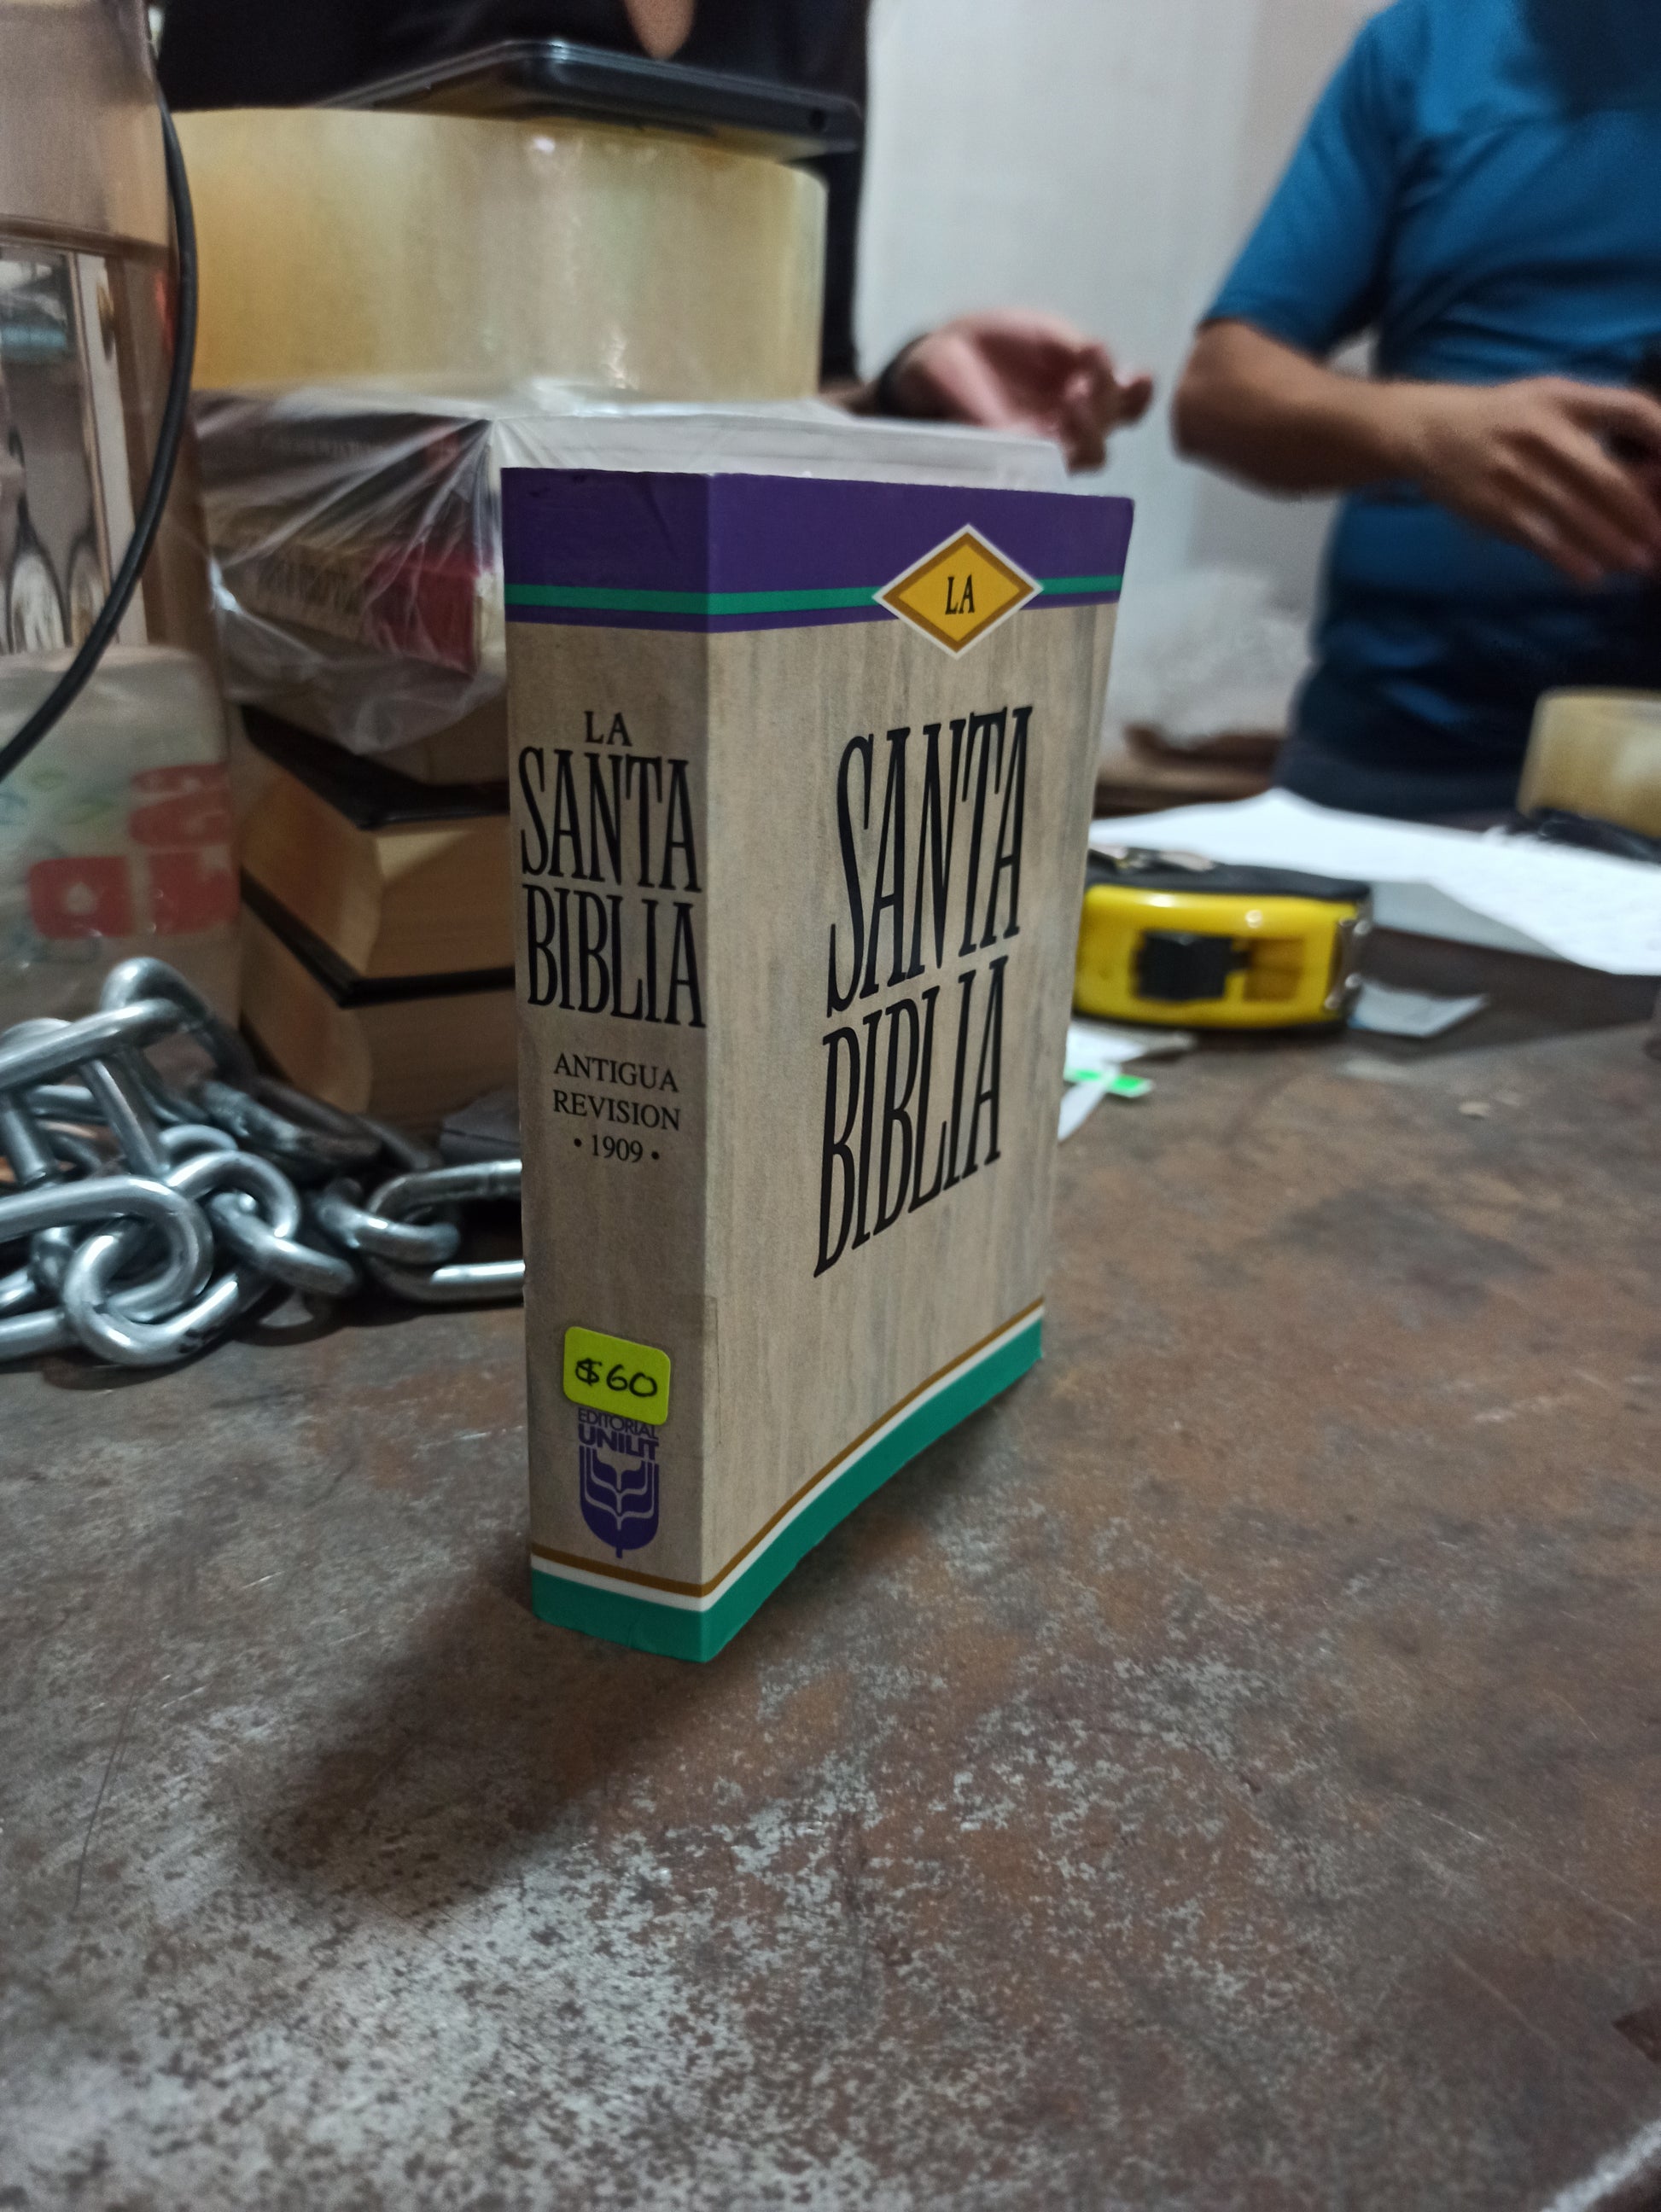 LA
SANTA
BIBLIA
ANTIGUA
REVISION
• 1909 •
$60
EDITORIAL
UNILIT
LA
SANTA
BIBLIA